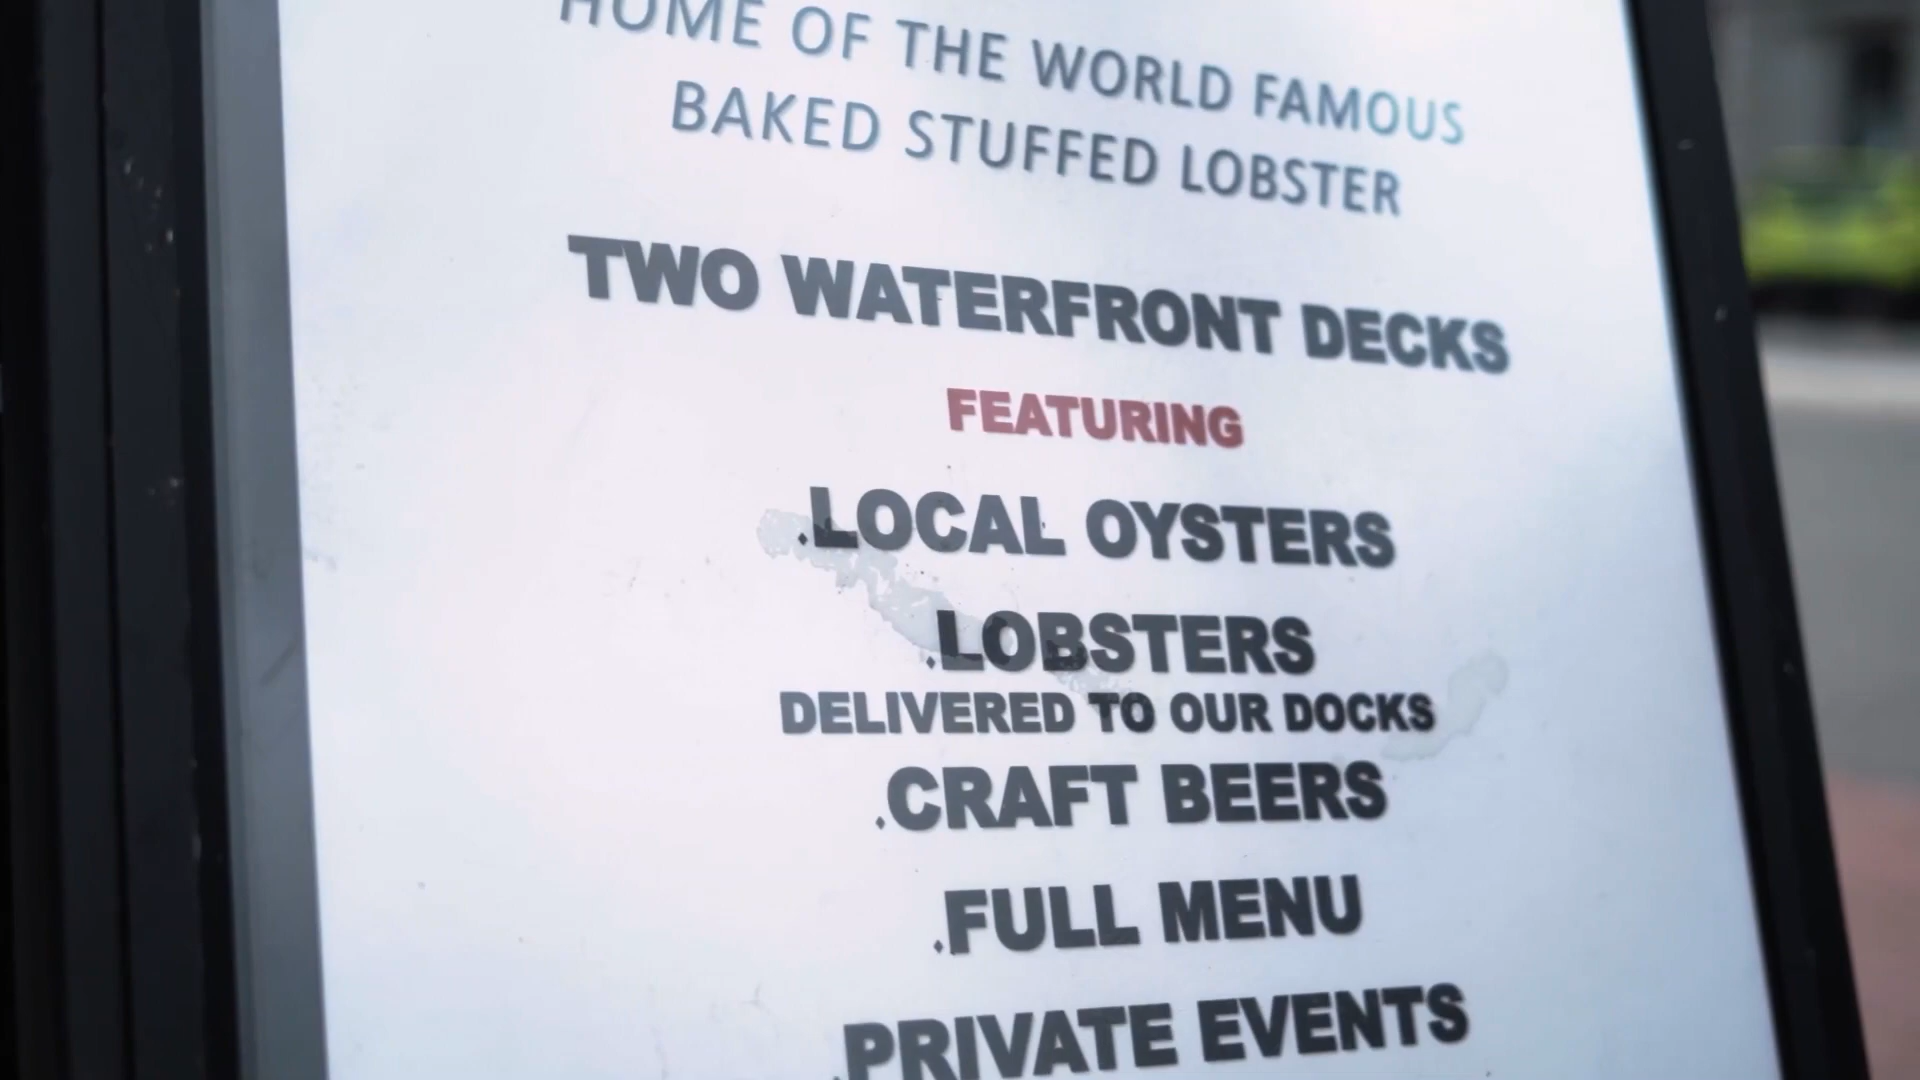 HOME OF THE WORLD FAMOUS
BAKED STUFFED LOBSTER
TWO WATERFRONT DECKS
FEATURING
.LOCAL OYSTERS
.LOBSTERS
DELIVERED TO OUR DOCKS
.CRAFT BEERS
.FULL MENU
.PRIVATE EVENTS